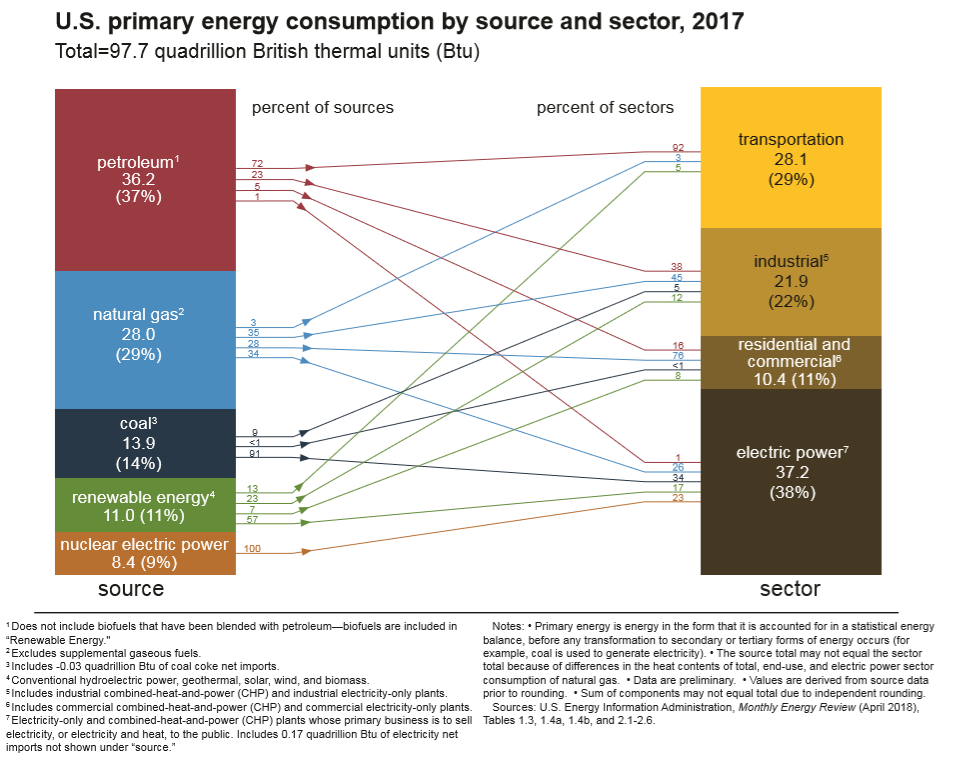 U.S. primary energy consumption by source and sector, 2017
Total=97.7 quadrillion British thermal units (Btu)
percent of sources
percent of sectors
petroleum¹
36.2
(37%)
72
23
5
1
natural gas²
28.0
(29%)
3
35
28
34
coal³
13.9
(14%)
9
<1
91
renewable energy⁴
11.0 (11%)
13
23
7
57
nuclear electric power
8.4 (9%)
100
source
92
3
5
transportation
28.1
(29%)
38
45
5
12
industrial⁵
21.9
(22%)
16
76
<1
8
residential and
commercial⁶
10.4 (11%)
1
26
34
17
23
electric power⁷
37.2
(38%)
sector
¹Does not include biofuels that have been blended with petroleum—biofuels are included in
“Renewable Energy."
²Excludes supplemental gaseous fuels.
³Includes -0.03 quadrillion Btu of coal coke net imports.
⁴Conventional hydroelectric power, geothermal, solar, wind, and biomass.
⁵Includes industrial combined-heat-and-power (CHP) and industrial electricity-only plants.
⁶Includes commercial combined-heat-and-power (CHP) and commercial electricity-only plants.
⁷Electricity-only and combined-heat-and-power (CHP) plants whose primary business is to sell
electricity, or electricity and heat, to the public. Includes 0.17 quadrillion Btu of electricity net
imports not shown under “source.”
Notes: • Primary energy is energy in the form that it is accounted for in a statistical energy
balance, before any transformation to secondary or tertiary forms of energy occurs (for
example, coal is used to generate electricity). • The source total may not equal the sector
total because of differences in the heat contents of total, end-use, and electric power sector
consumption of natural gas. • Data are preliminary. • Values are derived from source data
prior to rounding. • Sum of components may not equal total due to independent rounding.
Sources: U.S. Energy Information Administration, Monthly Energy Review (April 2018),
Tables 1.3, 1.4a, 1.4b, and 2.1-2.6.